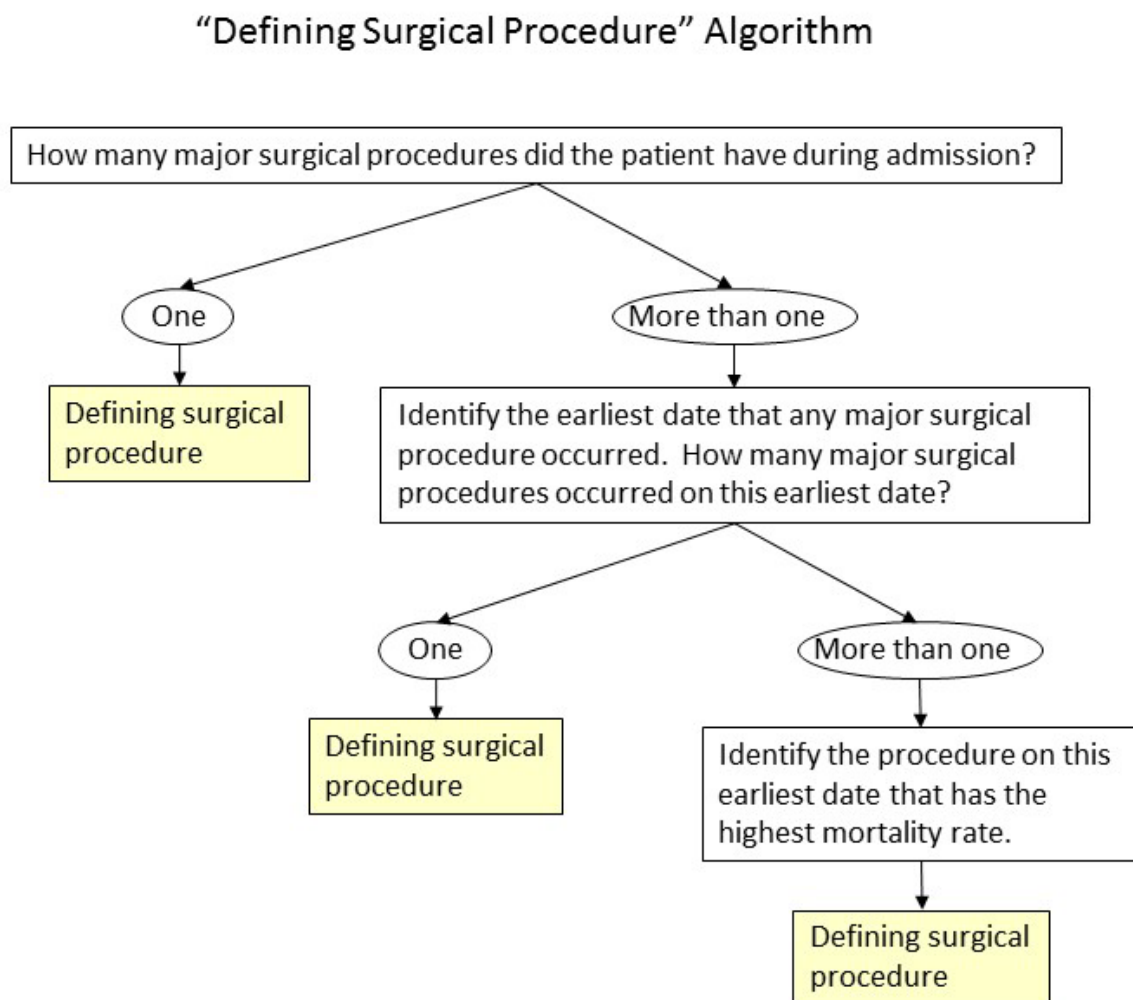 “Defining Surgical Procedure” Algorithm
How many major surgical procedures did the patient have during admission?
One
More than one
Defining surgical
procedure
Identify the earliest date that any major surgical
procedure occurred.  How many major surgical
procedures occurred on this earliest date?
One
More than one
Defining surgical
procedure
Identify the procedure on this
earliest date that has the
highest mortality rate.
Defining surgical
procedure